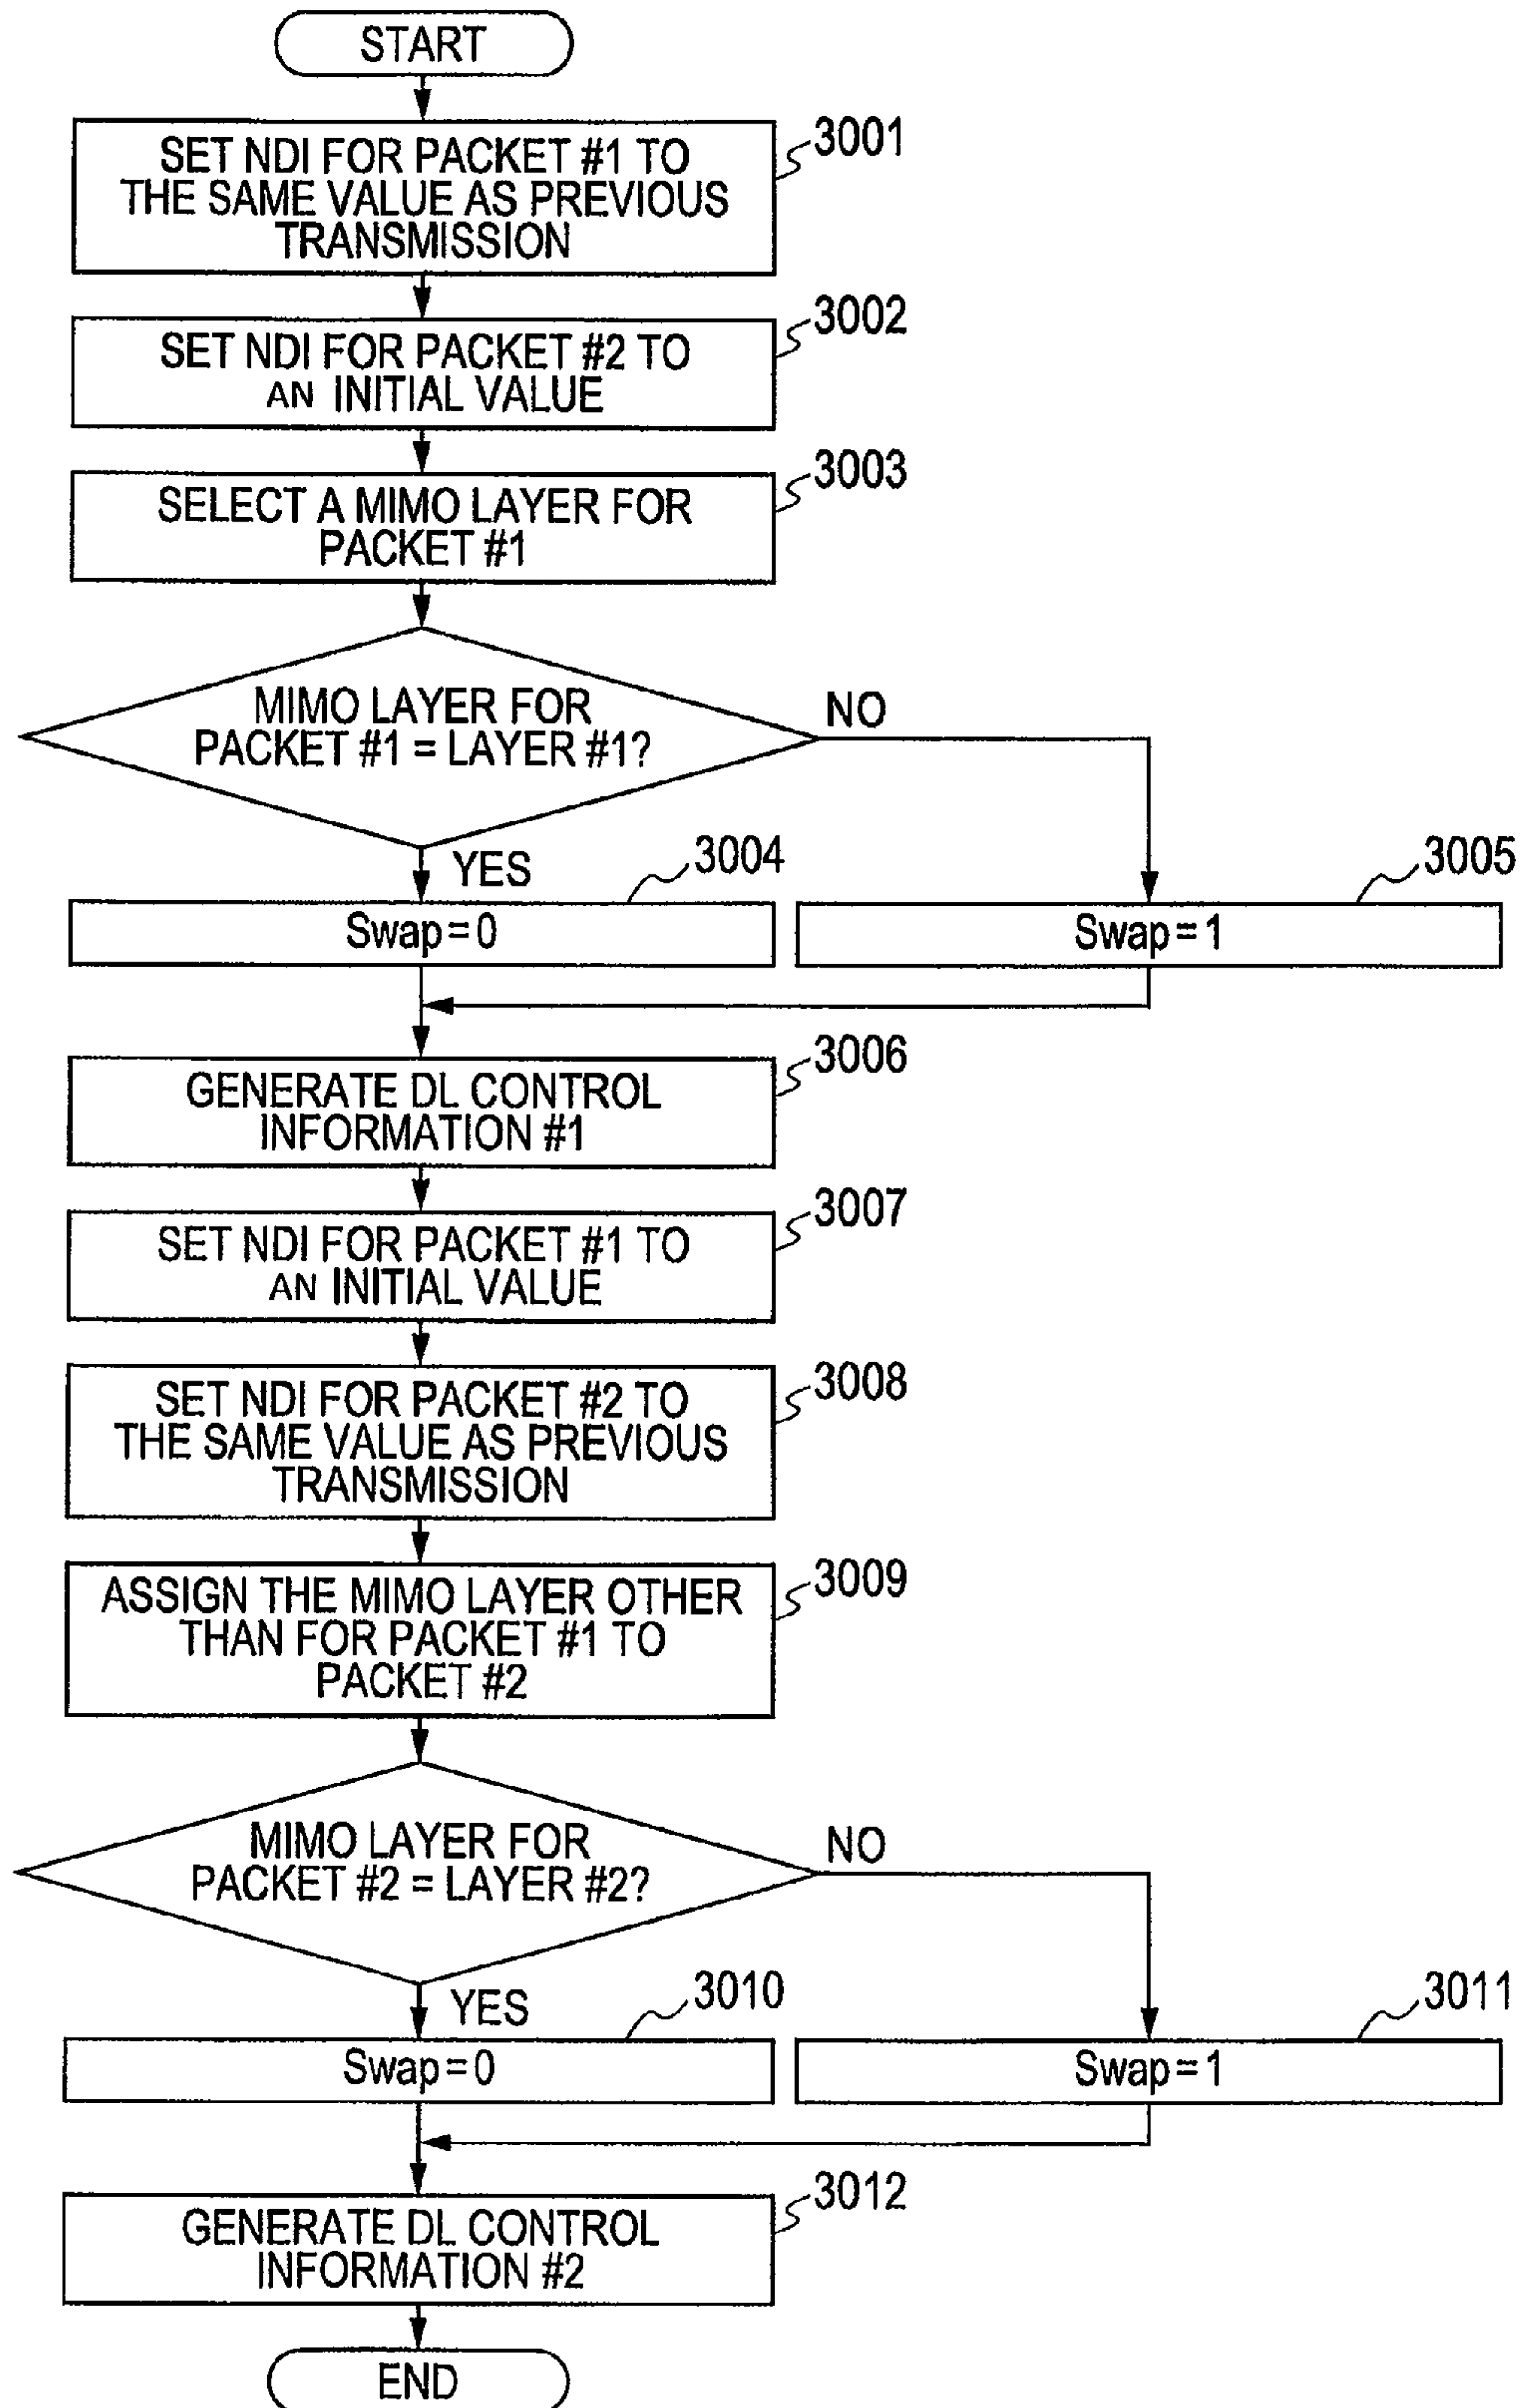 START
SET NDI FOR PACKET #1 TO
THE SAME VALUE AS PREVIOUS
TRANSMISSION
3001
SET NDI FOR PACKET #2 TO
AN INITIAL VALUE
3002
SELECT A MIMO LAYER FOR
PACKET #1
3003
MIMO LAYER FOR
PACKET #1 = LAYER #1?
NO
YES
3004
Swap=0
3005
Swap=1
GENERATE DL CONTROL
INFORMATION #1
3006
SET NDI FOR PACKET #1 TO
AN INITIAL VALUE
3007
SET NDI FOR PACKET #2 TO
THE SAME VALUE AS PREVIOUS
TRANSMISSION
3008
ASSIGN THE MIMO LAYER OTHER
THAN FOR PACKET #1 TO
PACKET #2
3009
MIMO LAYER FOR
PACKET #2 = LAYER #2?
NO
YES
3010
Swap=0
3011
Swap=1
GENERATE DL CONTROL
INFORMATION #2
3012
END